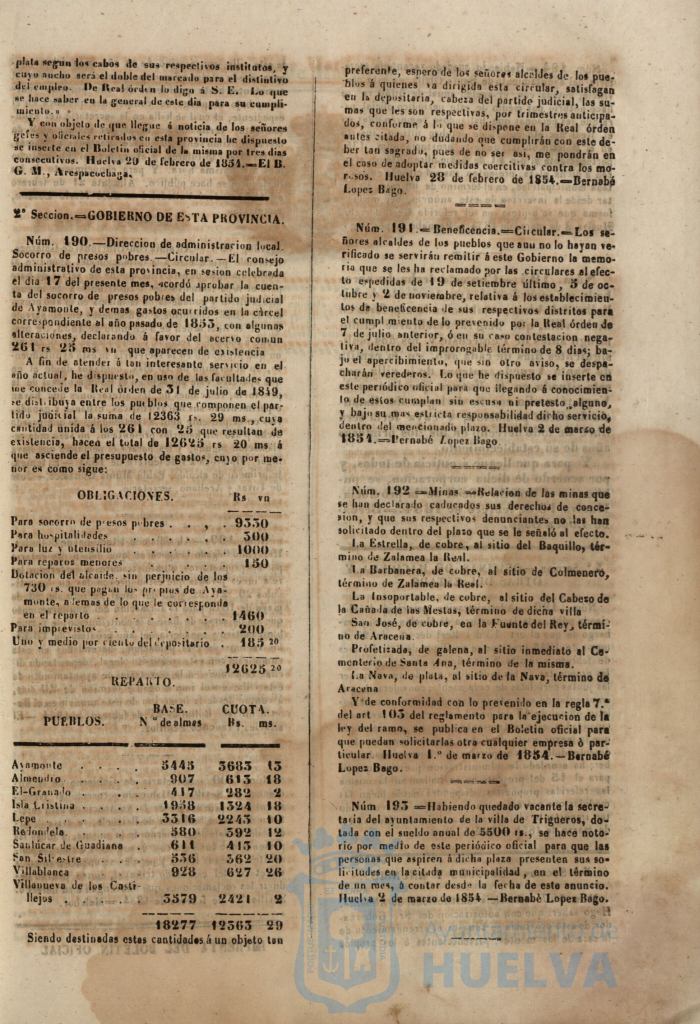 plata segun los cabos de sus respectivos institutos, y
cuyo ancho será el doble del marcado para el distintivo
del empleo. De Real órden lo digo á S. E. Lo que
se hace saber en la general de este dia para su cumpli-
miento.»
Y con objeto de que llegue á noticia de los señores
gefes y oficiales retirados en esta provincia he dispuesto
se inserte en el Boletin oficial de la misma por tres dias
consecutivos. Huelva 29 de febrero de 1854.—El B.
G. M., Arespacochaga.
2ª Seccion.=GOBIERNO DE ESTA PROVINCIA.
Núm. 190.—Direccion de administracion local.
Socorro de presos pobres.—Circular.—El consejo
administrativo de esta provincia, en sesion celebrada
el dia 17 del presente mes, acordó aprobar la cuen-
ta del socorro de presos pobres del partido judicial
de Ayamonte, y demas gastos ocurridos en la cárcel
correspondiente al año pasado de 1853, con algunas
alteraciones, declarando á favor del acervo comun
261 rs 25 ms vn que aparecen de existencia
A fin de atender á tan interesante servicio en el
año actual, he dispuesto, en uso de las facultades que
me concede la Real órden de 31 de julio de 1849,
se distribuya entre los pueblos que componen el par-
tido judicial la suma de 12363 rs. 29 ms., cuya
cantidad unida á los 261 con 25 que resultan de
existencia, hacen el total de 12625 rs 20 ms á
que asciende el presupuesto de gastos, cuyo por me-
nor es como sigue:
OBLIGACIONES. Rs vn
Para socorro de presos pobres . . , . 9330
Para hospitalidades . . . . . 300
Para luz y utensilio . . . . . 1000
Para reparos menores . . . . . 150
Dotacion del alcaide, sin perjuicio de los
730 rs. que pagan los propios de Aya-
monte, ademas de lo que le corresponda
en el reparto . . . . . . . 1460
Para imprevistos . . . . . . 200
Uno y medio por ciento del depositario . 185 20
12625 20
REPARTO.
BASE. CUOTA.
PUEBLOS. N.º de almas Rs. ms.
Ayamonte . . . . 5445 3683 13
Almendro . . . . 907 613 18
El-Granado . . . . 417 282 2
Isla Cristina . . . . 1958 1324 18
Lepe . . . . . 3316 2243 10
Redondela. . . . . 580 392 12
Sanlúcar de Guadiana . 611 413 10
San Silvestre . . . . 536 362 20
Villablanca . . . . 928 627 26
Villanueva de los Casti-
llejos . . . . . 3579 2421 2
18277 12363 29
Siendo destinadas estas cantidades á un objeto tan
preferente, espero de los señores alcaldes de los pue-
blos á quienes va dirigida esta circular, satisfagan
en la depositaria, cabeza del partido judicial, las su-
mas que les son respectivas, por trimestres anticipa-
dos, conforme á lo que se dispone en la Real órden
antes citada, no dudando que cumplirán con este de-
ber tan sagrado, pues de no ser asi, me pondrán en
el caso de adoptar medidas coercitivas contra los mo-
rosos. Huelva 28 de febrero de 1854.=Bernabé
Lopez Bago.
Núm. 191.=Beneficencia.=Circular.=Los se-
ñores alcaldes de los pueblos que aun no lo hayan ve-
rificado se servirán remitir á este Gobierno la memo-
ria que se les ha reclamado por las circulares al efec-
to espedidas de 19 de setiembre último, 5 de oc-
tubre y 2 de noviembre, relativa á los establecimien-
tos de beneficencia de sus respectivos distritos para
el cumplimiento de lo prevenido por la Real órden de
7 de julio anterior, ó en su caso contestacion nega-
tiva, dentro del improrogable término de 8 dias; ba-
jo el apercibimiento, que sin otro aviso, se despa-
charán verederos. Lo que he dispuesto se inserte en
este periódico oficial para que llegando á conocimien-
to de estos cumplan sin escusa ni pretesto alguno,
y bajo su mas estricta responsabilidad dicho servicio,
dentro del mencionado plazo. Huelva 2 de marzo de
1854.=Bernabé Lopez Bago.
Núm. 192 =Minas =Relacion de las minas que
se han declarado caducados sus derechos de conce-
sion, y que sus respectivos denunciantes no las han
solicitado dentro del plazo que se le señaló al efecto.
La Estrella, de cobre, al sitio del Baquillo, tér-
mino de Zalamea la Real.
La Barbanera, de cobre, al sitio de Colmenero,
término de Zalamea la Real.
La Insoportable, de cobre, al sitio del Cabezo de
la Cañada de las Mestas, término de dicha villa
San José, de cobre, en la Fuente del Rey, térmi-
no de Aracena.
Profetizada, de galena, al sitio inmediato al Ce-
menterio de Santa Ana, término de la misma.
La Nava, de plata, al sitio de la Nava, término de
Aracena
Y de conformidad con lo prevenido en la regla 7.ª
del art 103 del reglamento para la ejecucion de la
ley del ramo, se publica en el Boletin oficial para
que puedan solicitarlas otra cualquier empresa ó par-
ticular. Huelva 1.º de marzo de 1854.—Bernabé
Lopez Bago.
Núm 193 =Habiendo quedado vacante la secre-
taria del ayuntamiento de la villa de Trigueros, do-
tada con el sueldo anual de 5500 rs., se hace noto-
rio por medio de este periódico oficial para que las
personas que aspiren á dicha plaza presenten sus so-
licitudes en la citada municipalidad, en el término
de un mes, á contar desde la fecha de este anuncio.
Huelva 2 de marzo de 1854 —Bernabé Lopez Bago.
Ayuntamiento de
HUELVA